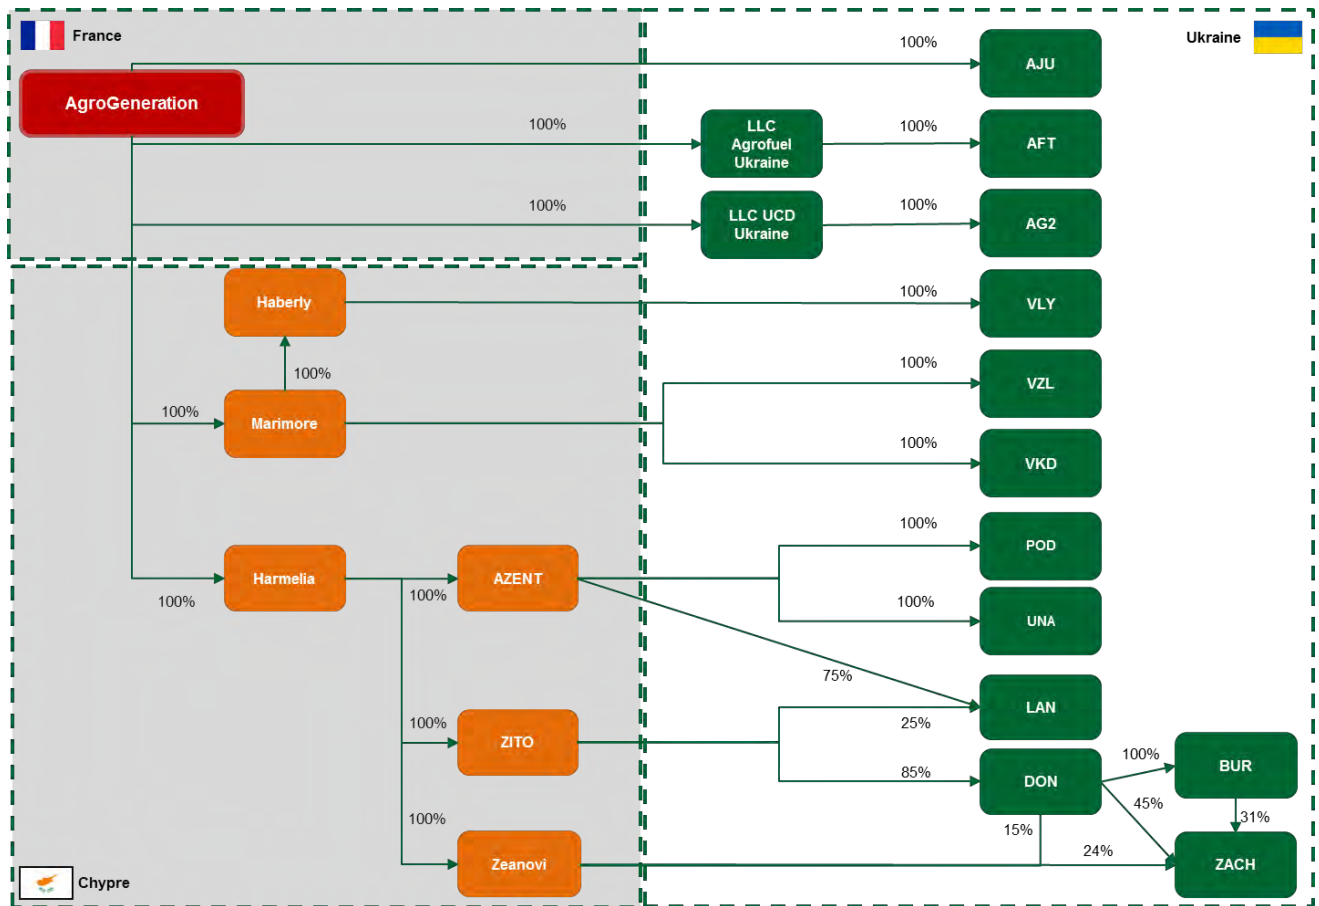 France
Ukraine
100%
AJU
AgroGeneration
100%
LLC
Agrofuel
Ukraine
100%
AFT
100%
LLC UCD
Ukraine
100%
AG2
Haberly
100%
VLY
100%
100%
VZL
100%
Marimore
100%
VKD
100%
POD
Harmelia
AZENT
100%
100%
100%
UNA
75%
LAN
25%
100%
ZITO
85%
DON
100%
BUR
45%
31%
15%
100%
Zeanovi
24%
ZACH
Chypre